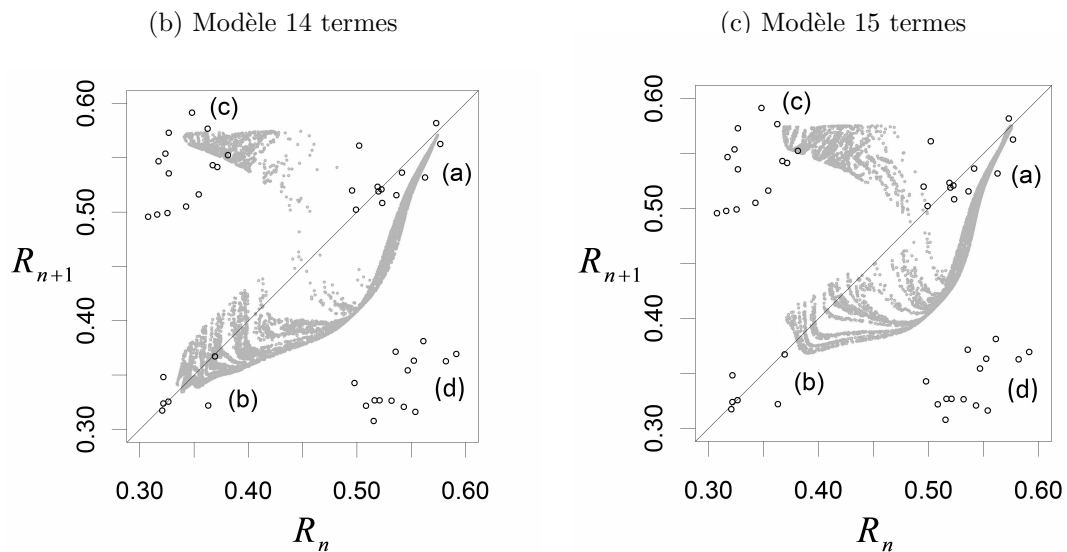 (b) Modèle 14 termes
(c) Modèle 15 termes
0.60
(c)
(a)
0.50
R_{n+1}
0.40
(b)
(d)
0.30
0.30 0.40 0.50 0.60
R_n
0.60
(c)
(a)
0.50
R_{n+1}
0.40
(b)
(d)
0.30
0.30 0.40 0.50 0.60
R_n